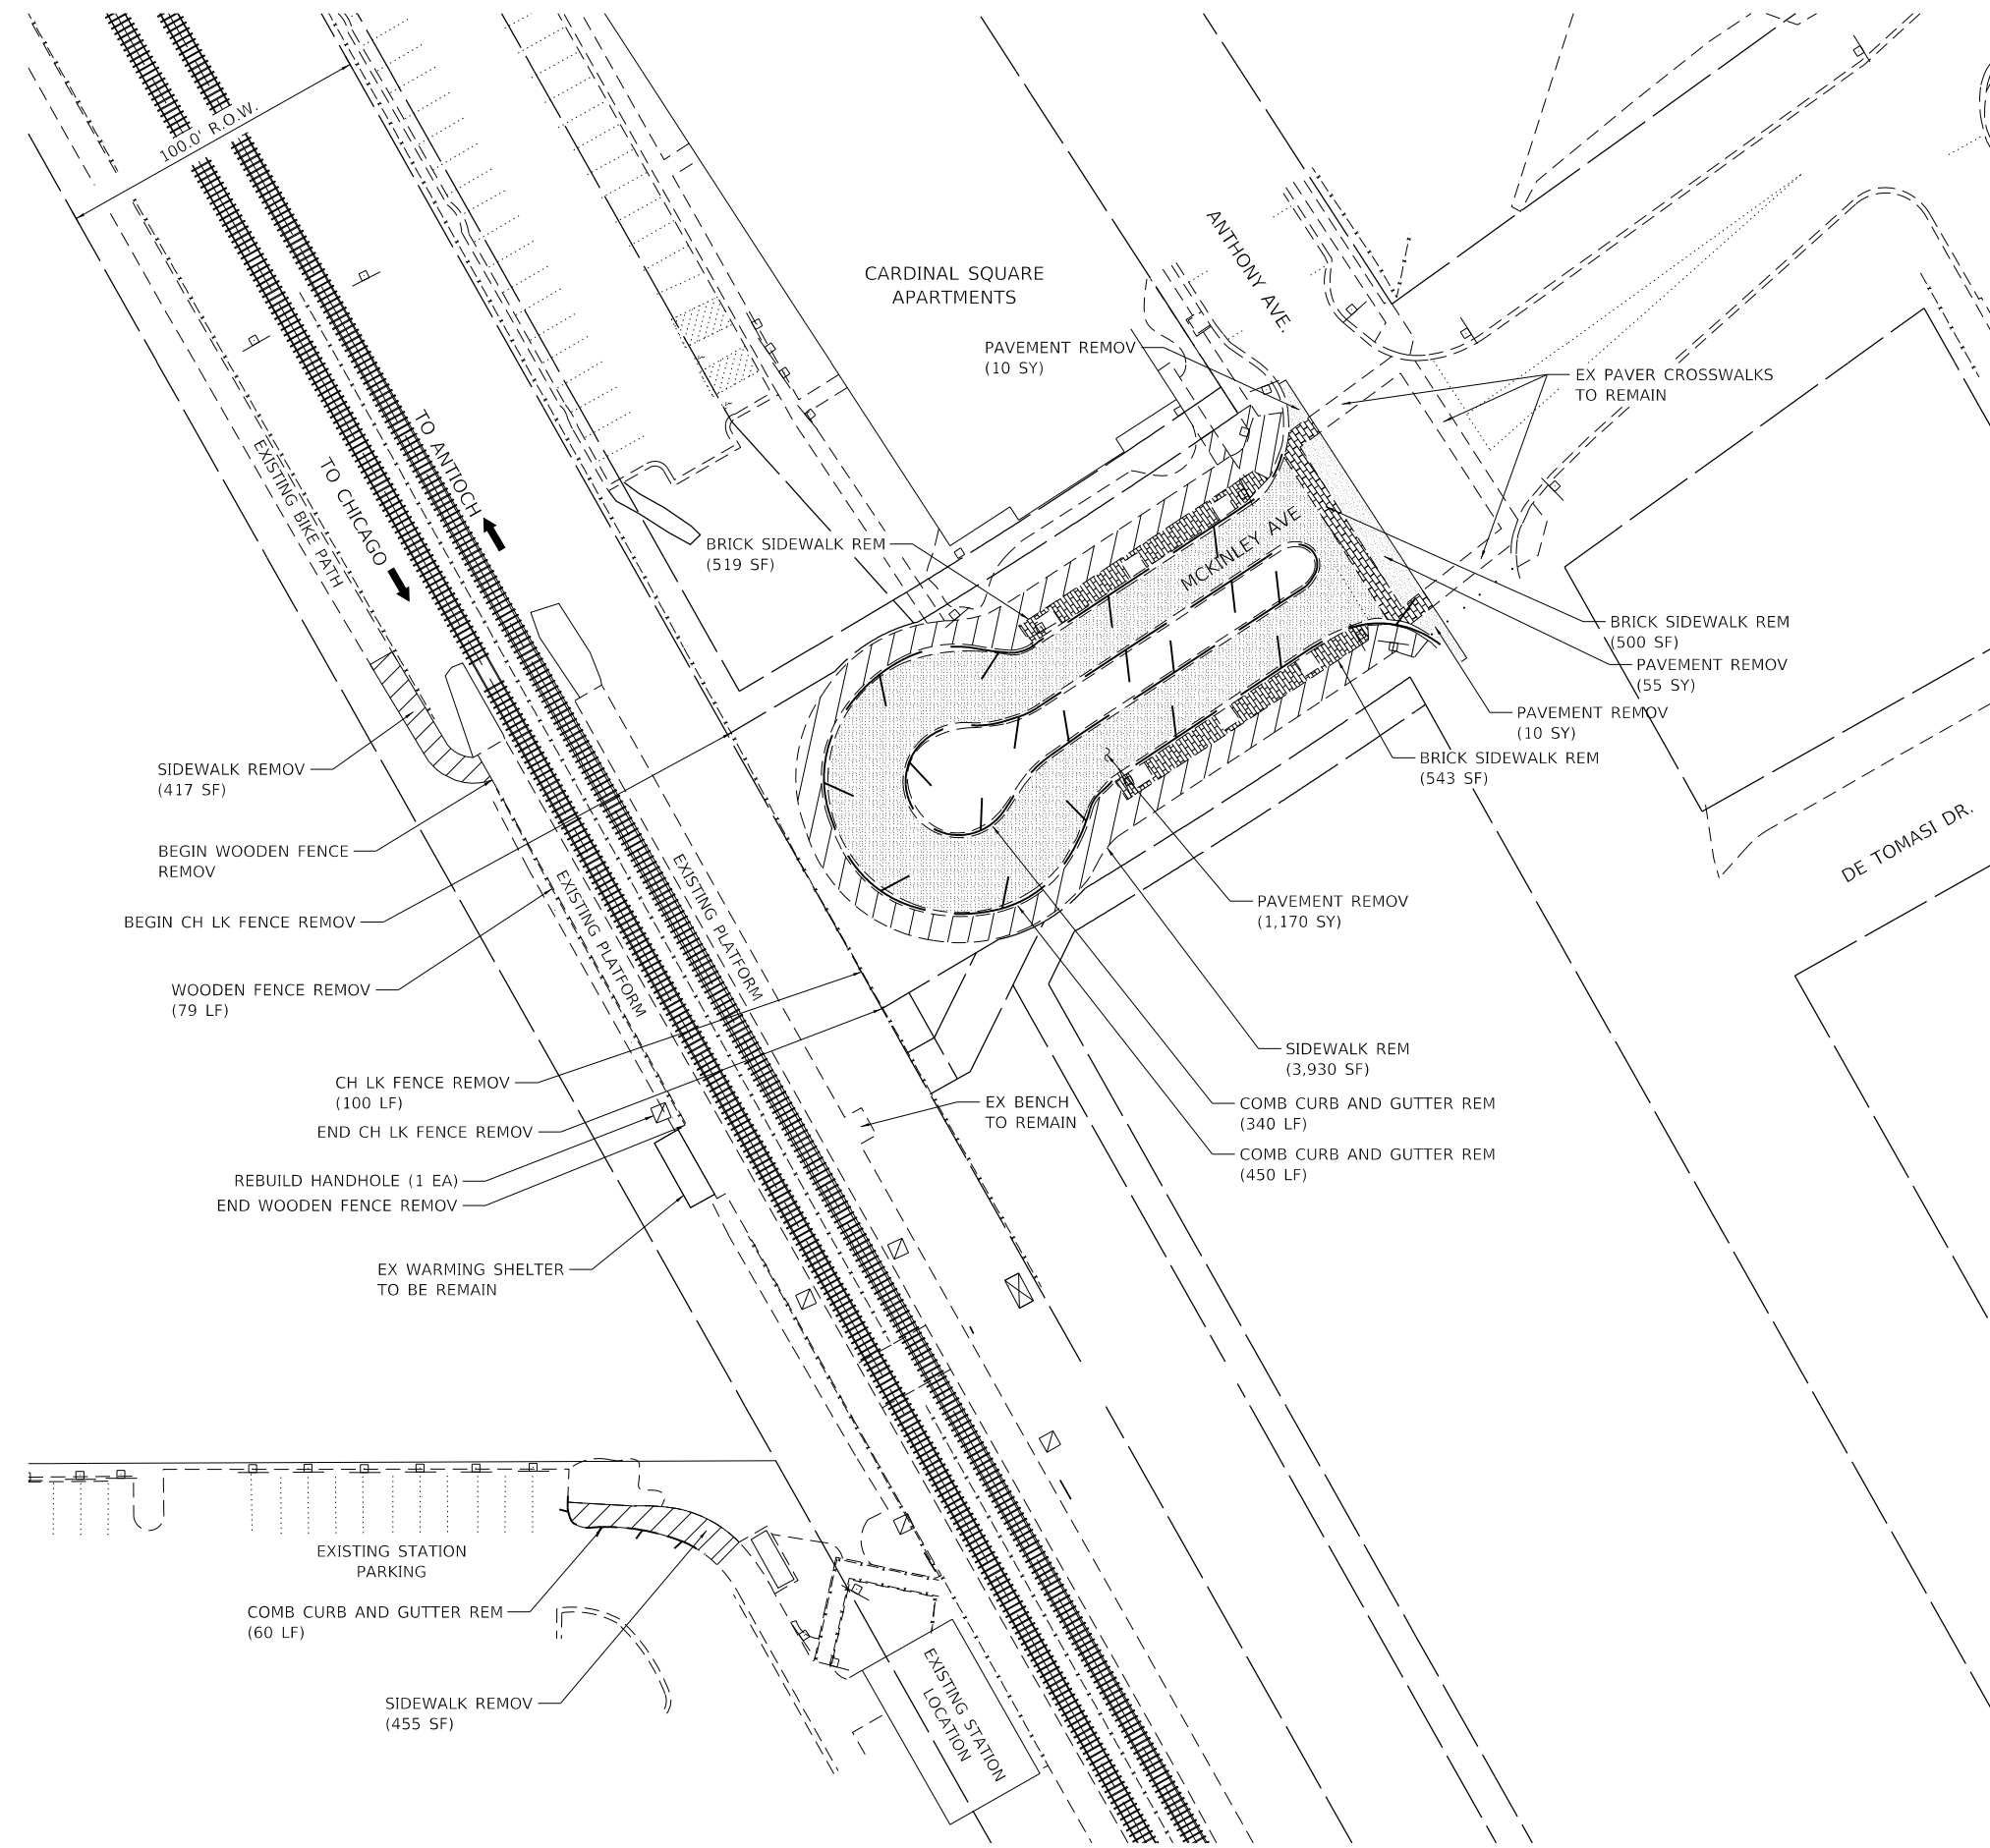 100.0' R.O.W.
CARDINAL SQUARE
APARTMENTS
ANTHONY AVE.
PAVEMENT REMOV
(10 SY)
EX PAVER CROSSWALKS
TO REMAIN
TO ANTIOCH
TO CHICAGO
EXISTING BIKE PATH
BRICK SIDEWALK REM
(519 SF)
MCKINLEY AVE
BRICK SIDEWALK REM
(500 SF)
PAVEMENT REMOV
(55 SY)
PAVEMENT REMOV
(10 SY)
BRICK SIDEWALK REM
(543 SF)
SIDEWALK REMOV
(417 SF)
BEGIN WOODEN FENCE
REMOV
BEGIN CH LK FENCE REMOV
WOODEN FENCE REMOV
(79 LF)
EXISTING PLATFORM
EXISTING PLATFORM
DE TOMASI DR.
PAVEMENT REMOV
(1,170 SY)
SIDEWALK REM
(3,930 SF)
CH LK FENCE REMOV
(100 LF)
END CH LK FENCE REMOV
EX BENCH
TO REMAIN
COMB CURB AND GUTTER REM
(340 LF)
COMB CURB AND GUTTER REM
(450 LF)
REBUILD HANDHOLE (1 EA)
END WOODEN FENCE REMOV
EX WARMING SHELTER
TO BE REMAIN
EXISTING STATION
PARKING
COMB CURB AND GUTTER REM
(60 LF)
SIDEWALK REMOV
(455 SF)
EXISTING STATION
LOCATION